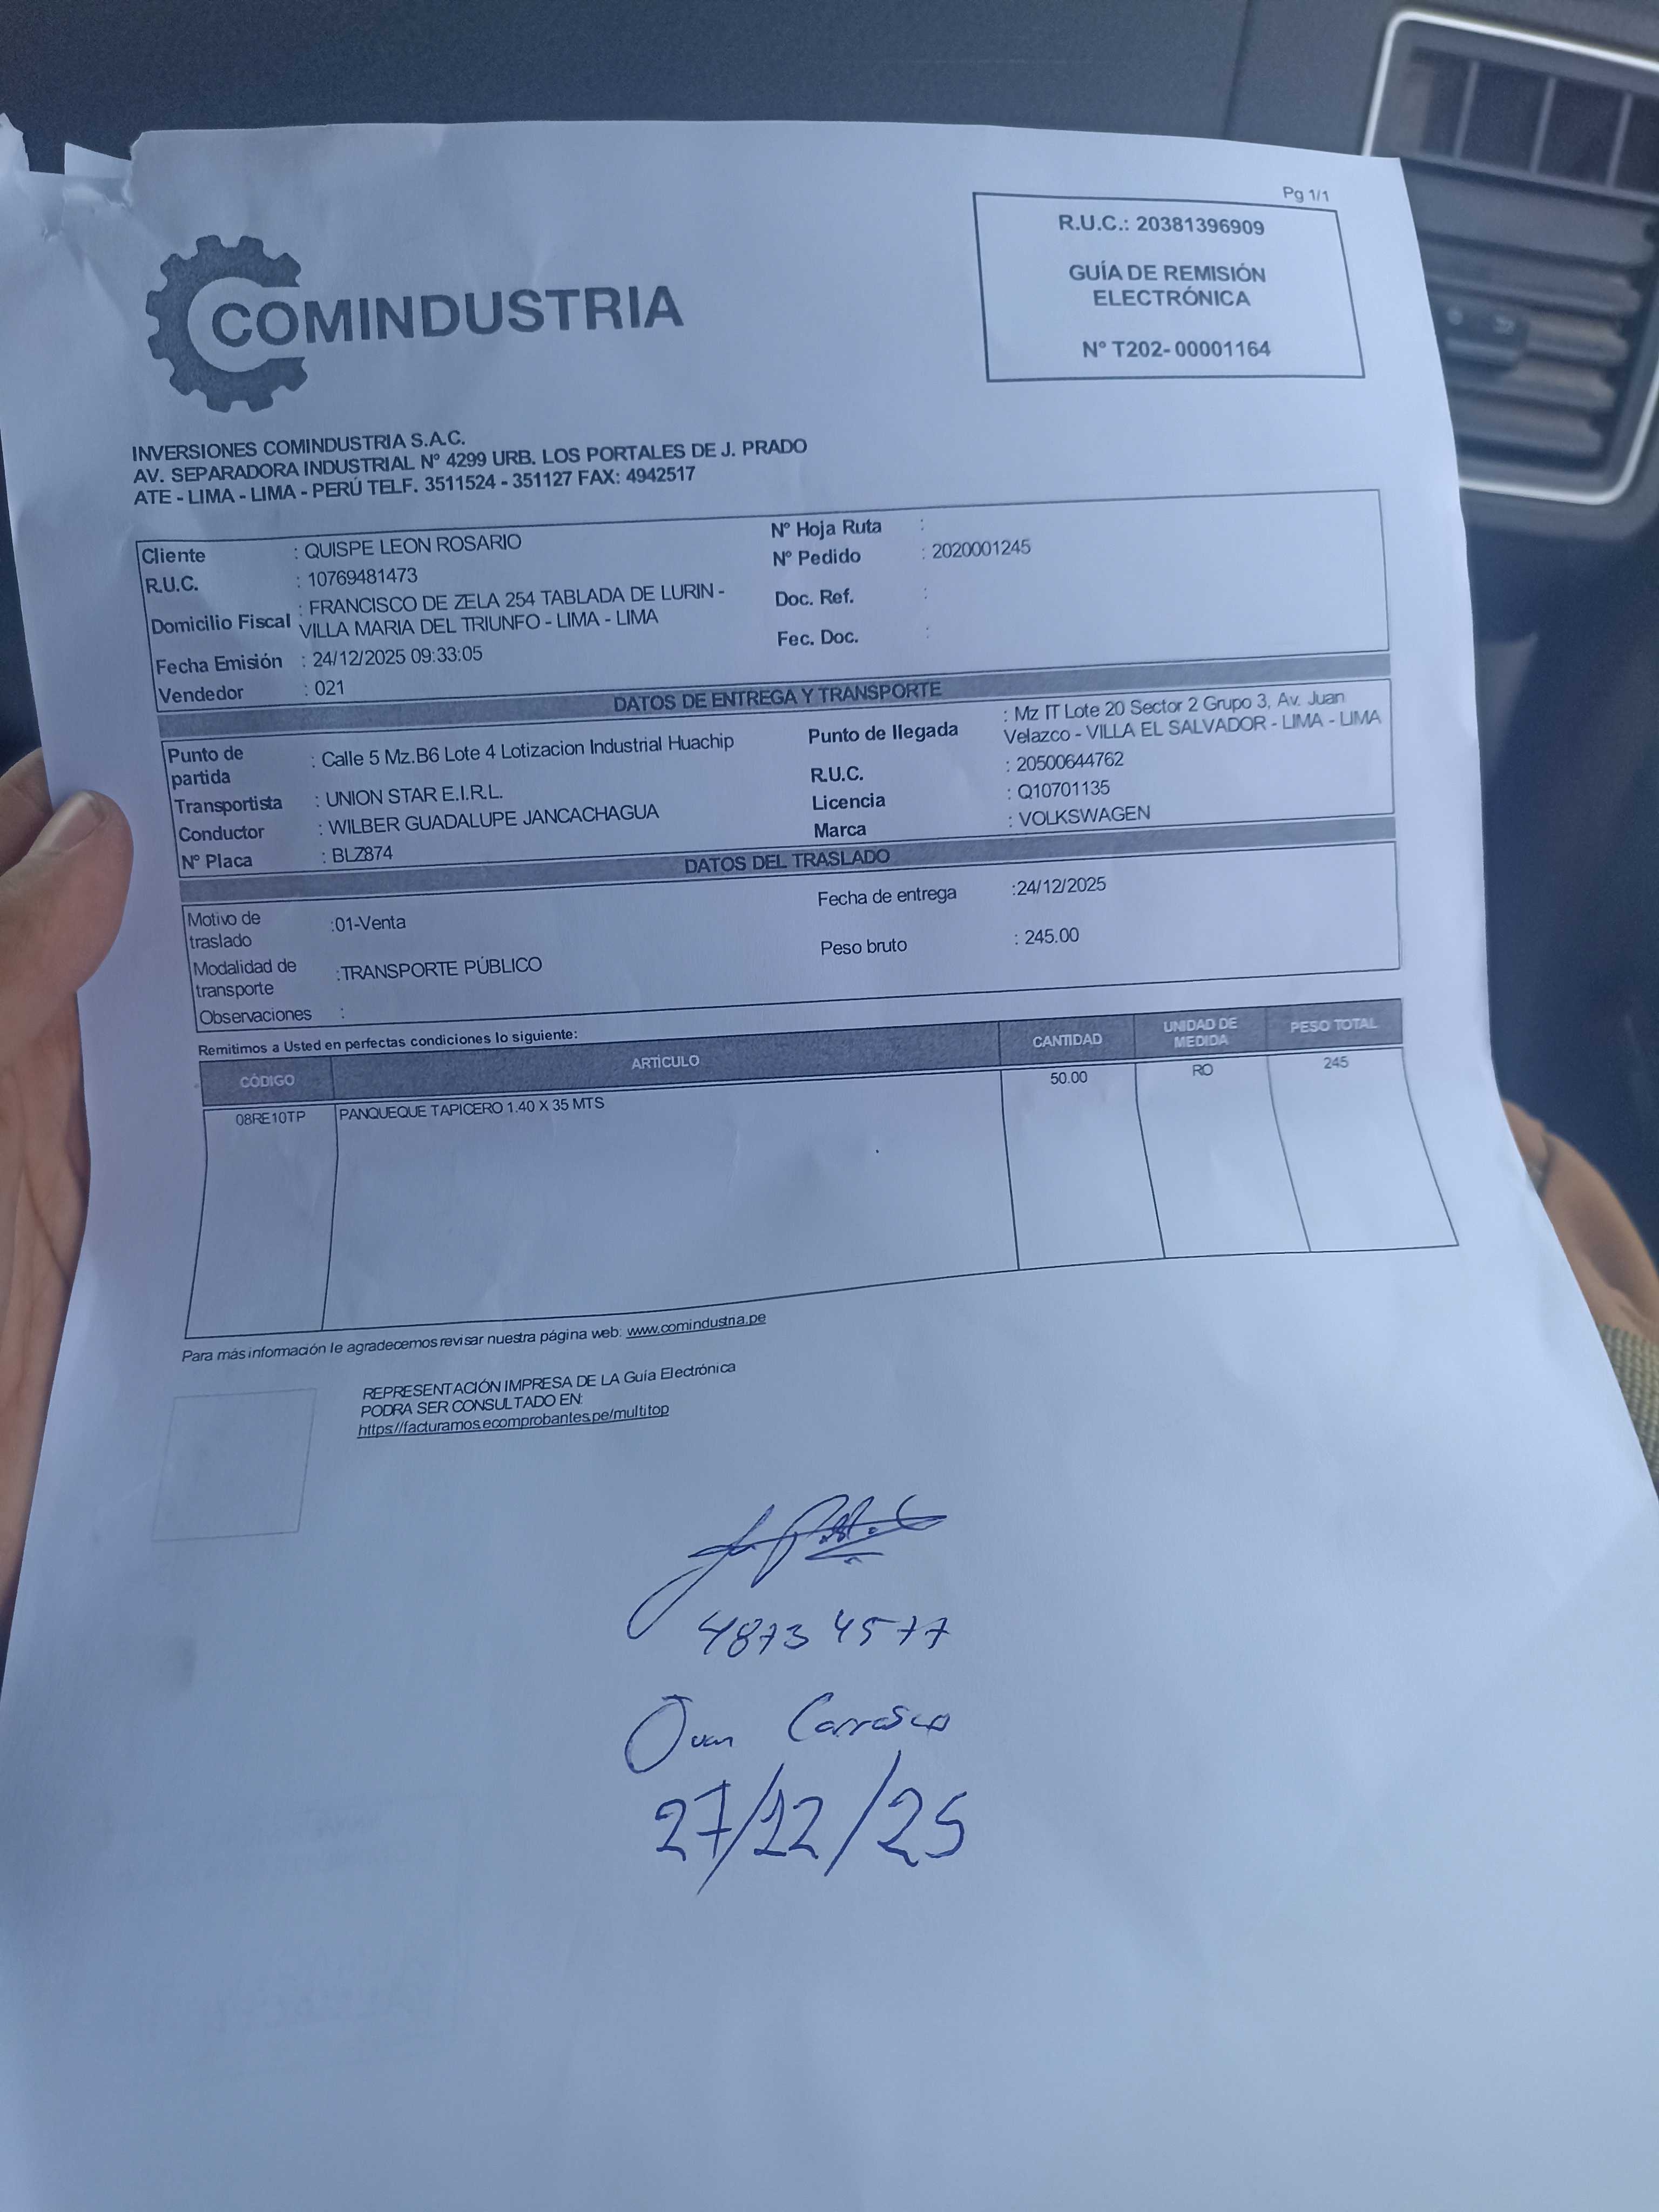 Pg 1/1
R.U.C.: 20381396909
GUÍA DE REMISIÓN
ELECTRÓNICA
Nº T202- 00001164
COMINDUSTRIA
INVERSIONES COMINDUSTRIA S.A.C.
AV. SEPARADORA INDUSTRIAL Nº 4299 URB. LOS PORTALES DE J. PRADO
ATE - LIMA - LIMA - PERÚ TELF. 3511524 - 351127 FAX: 4942517
Cliente : QUISPE LEON ROSARIO
R.U.C. : 10769481473
Domicilio Fiscal : FRANCISCO DE ZELA 254 TABLADA DE LURIN -
VILLA MARIA DEL TRIUNFO - LIMA - LIMA
Fecha Emisión : 24/12/2025 09:33:05
Vendedor : 021
Nº Hoja Ruta :
Nº Pedido : 2020001245
Doc. Ref. :
Fec. Doc. :
DATOS DE ENTREGA Y TRANSPORTE
Punto de
partida : Calle 5 Mz.B6 Lote 4 Lotizacion Industrial Huachip
Transportista : UNION STAR E.I.R.L.
Conductor : WILBER GUADALUPE JANCACHAGUA
Nº Placa : BLZ874
Punto de llegada : Mz IT Lote 20 Sector 2 Grupo 3, Av. Juan
Velazco - VILLA EL SALVADOR - LIMA - LIMA
R.U.C. : 20500644762
Licencia : Q10701135
Marca : VOLKSWAGEN
DATOS DEL TRASLADO
Motivo de
traslado :01-Venta
Modalidad de
transporte :TRANSPORTE PÚBLICO
Observaciones :
Fecha de entrega :24/12/2025
Peso bruto : 245.00
Remitimos a Usted en perfectas condiciones lo siguiente:
CÓDIGO ARTÍCULO CANTIDAD UNIDAD DE MEDIDA PESO TOTAL
08RE10TP PANQUEQUE TAPICERO 1.40 X 35 MTS 50.00 RO 245
Para más información le agradecemos revisar nuestra página web: www.comindustria.pe
REPRESENTACIÓN IMPRESA DE LA Guía Electrónica
PODRA SER CONSULTADO EN:
https://facturamos.ecomprobantes.pe/multitop
48734577
Juan Carrasco
27/12/25